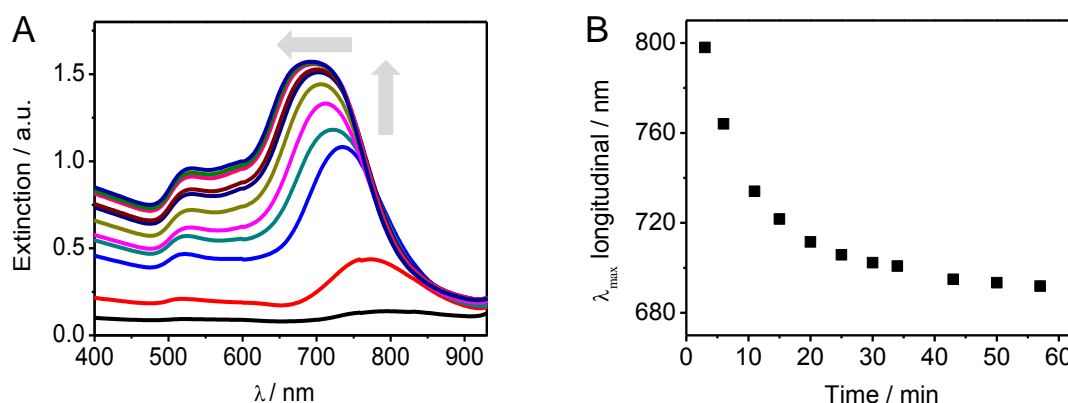 A
Extinction / a.u.
1.5
1.0
0.5
0.0
400 500 600 700 800 900
λ/ nm
B
λmax longitudinal / nm
800
760
720
680
0 10 20 30 40 50 60
Time / min